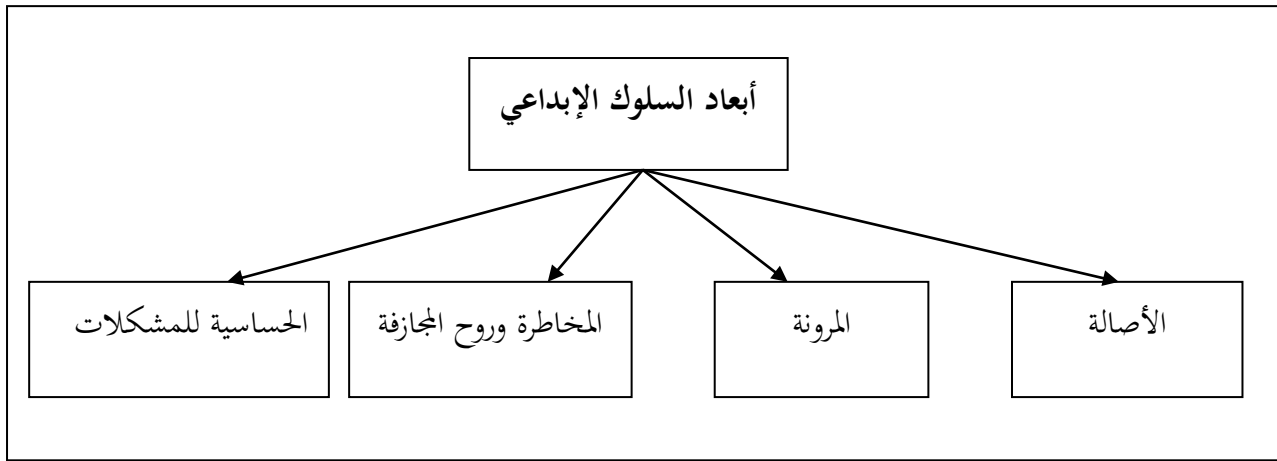 أبعاد السلوك الإبداعي
الأصالة
المرونة
المخاطرة وروح المجازفة
الحساسية للمشكلات